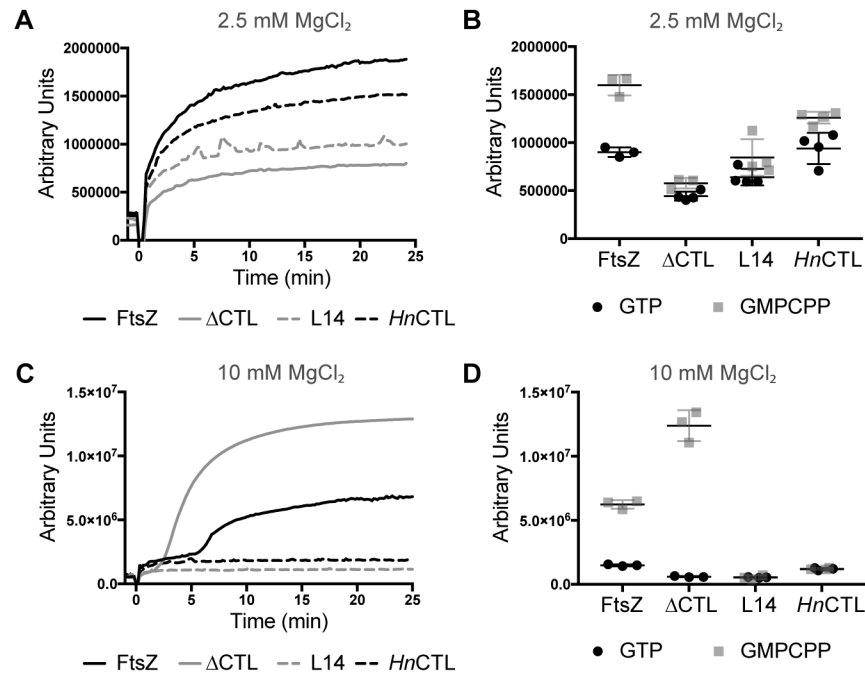 A
2.5 mM MgCl₂
Arbitrary Units
2000000
1500000
1000000
500000
0
0 5 10 15 20 25
Time (min)
FtsZ ΔCTL L14 HnCTL
B
2.5 mM MgCl₂
Arbitrary Units
2000000
1500000
1000000
500000
0
FtsZ ΔCTL L14 HnCTL
GTP GMPCPP
C
10 mM MgCl₂
Arbitrary Units
1.5×10⁷
1.0×10⁷
5.0×10⁶
0.0
0 5 10 15 20 25
Time (min)
FtsZ ΔCTL L14 HnCTL
D
10 mM MgCl₂
Arbitrary Units
1.5×10⁷
1.0×10⁷
5.0×10⁶
0.0
FtsZ ΔCTL L14 HnCTL
GTP GMPCPP